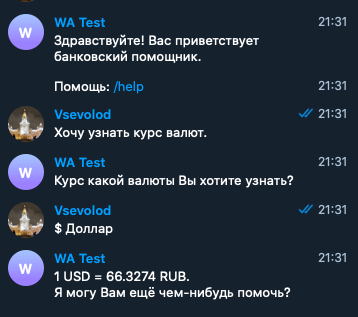 WA Test 21:31
W
Здравствуйте! Вас приветствует
банковский помощник.
Помощь: /help 21:31
Vsevolod 21:31
Хочу узнать курс валют.
WA Test 21:31
W
Курс какой валюты Вы хотите узнать?
Vsevolod 21:31
$ Доллар
WA Test 21:31
W
1 USD = 66.3274 RUB.
Я могу Вам ещё чем-нибудь помочь?